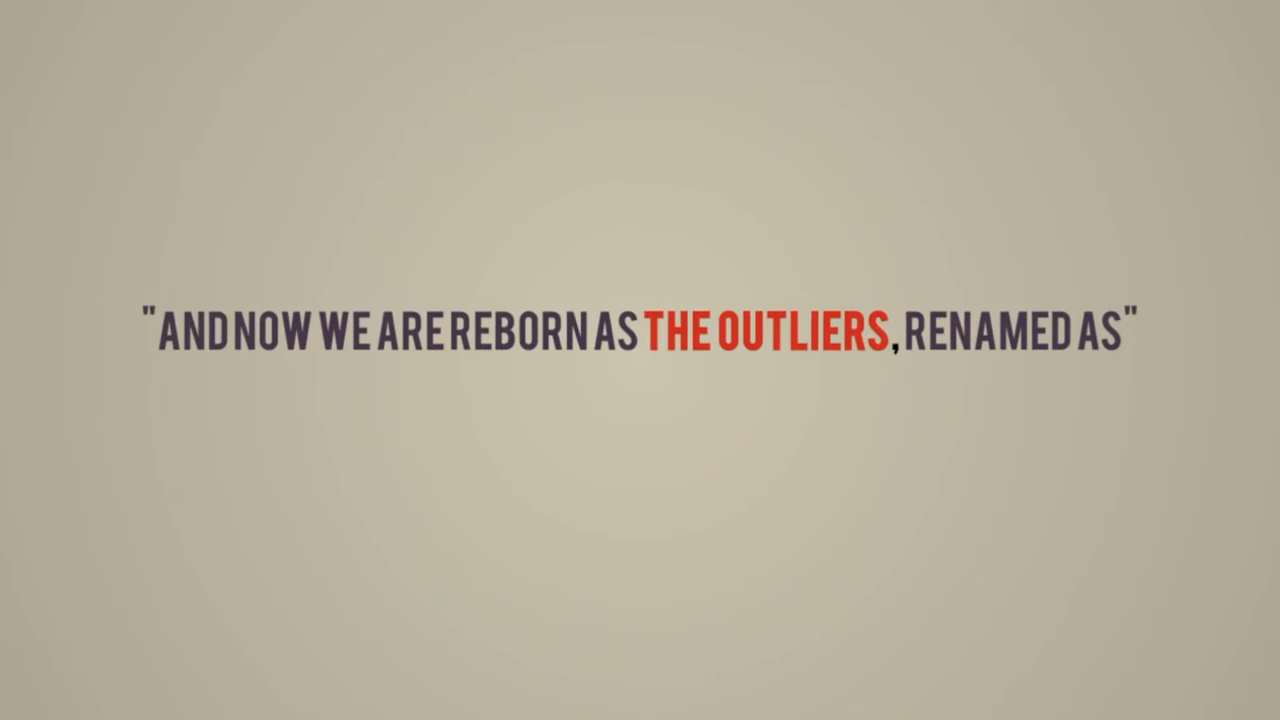 "AND NOW WE ARE REBORN AS THE OUTLIERS, RENAMED AS"